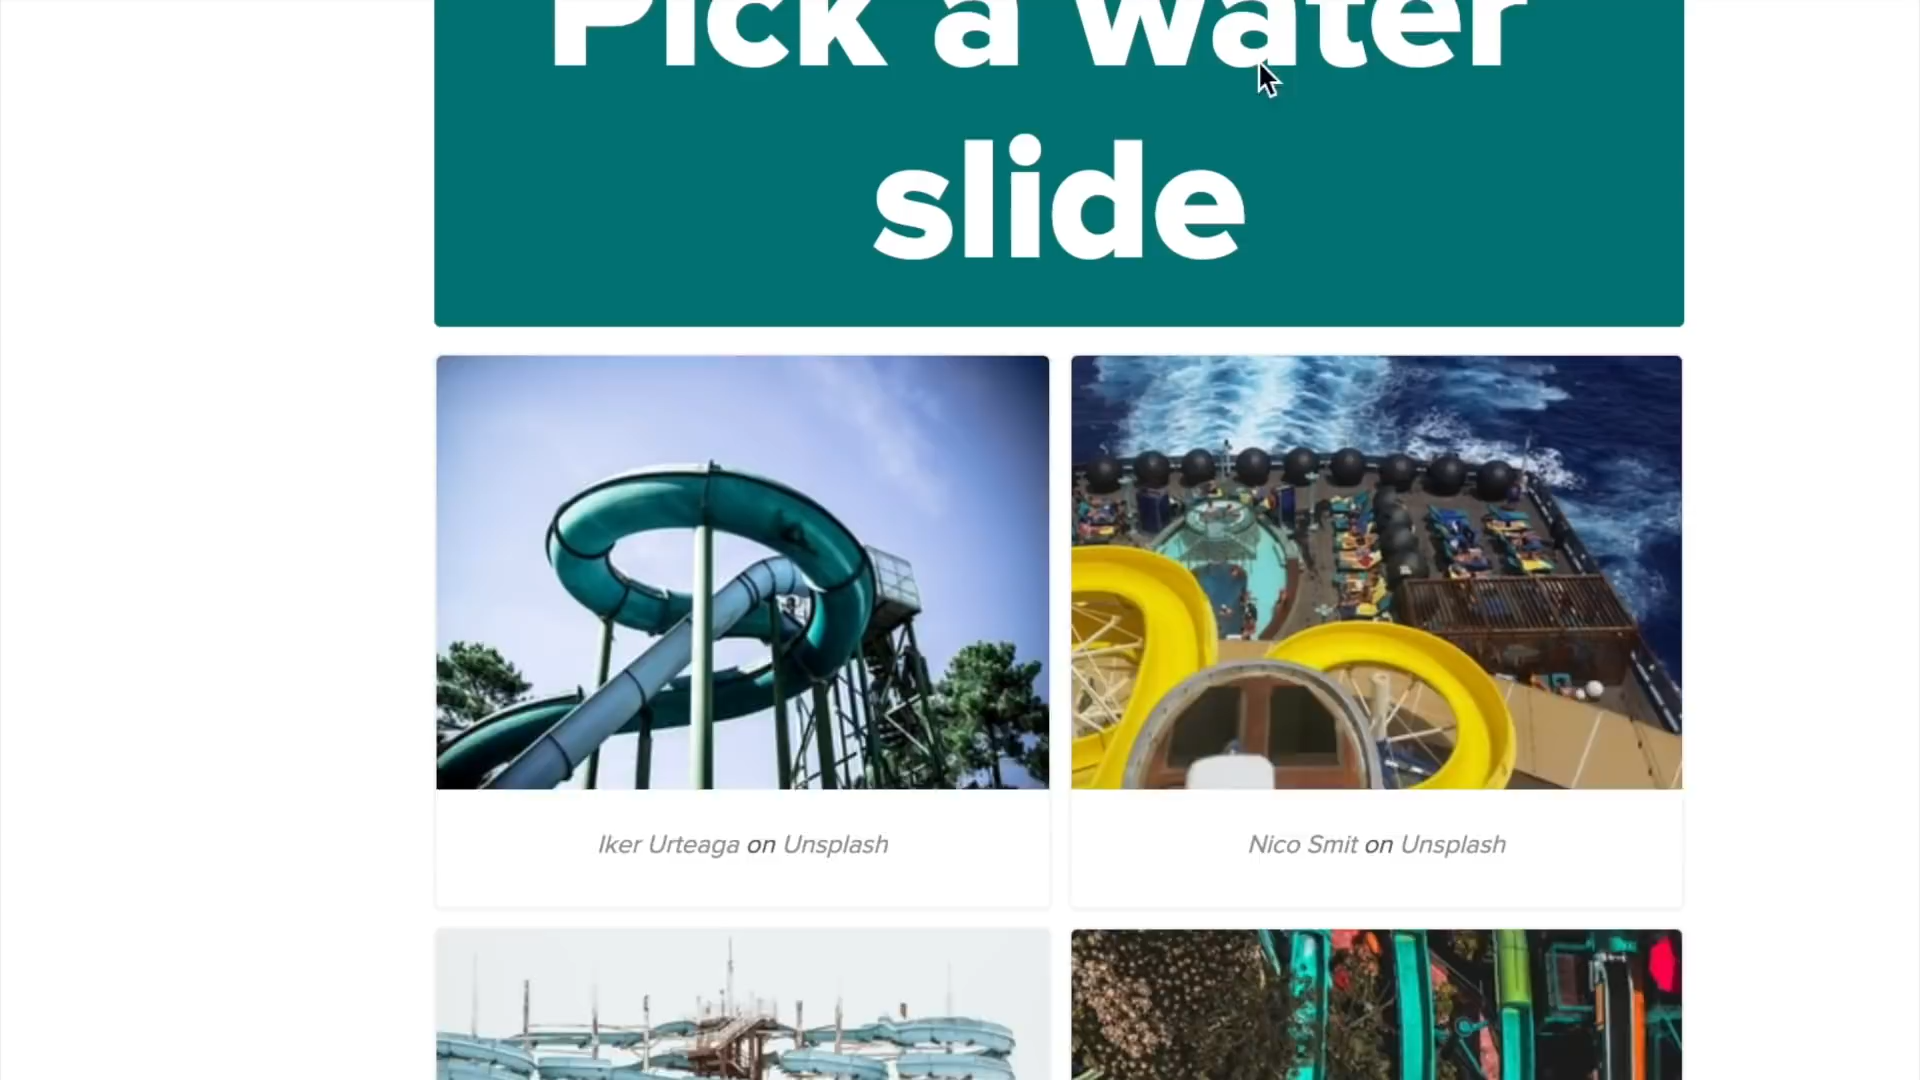 Pick a water
slide
Iker Urteaga on Unsplash
Nico Smit on Unsplash